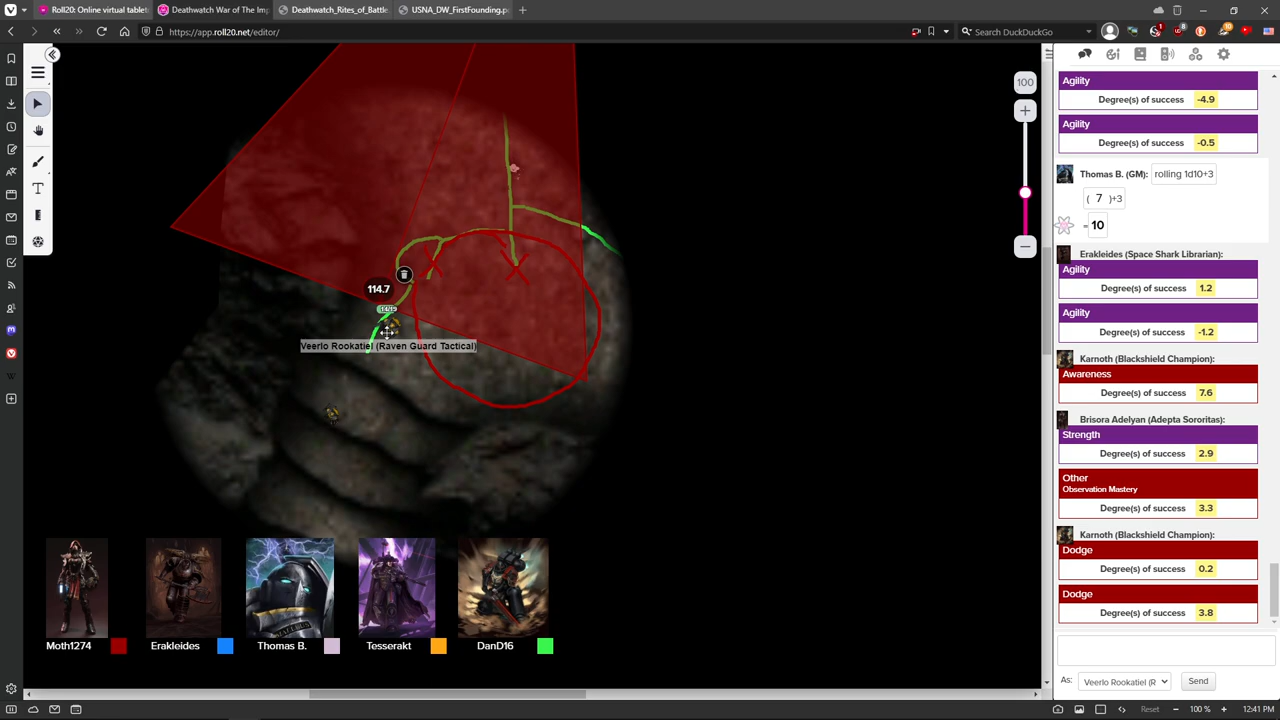 Roll20: Online virtual tablet
Deathwatch War of The Imp
Deathwatch_Rites_of_Battle
USNA_DW_FirstFounding.p
https://app.roll20.net/editor/
Search DuckDuckGo
100
114.7
Veerlo Rookatiel (Raven Guard Tactical)
Moth1274
Erakleides
Thomas B.
Tesserakt
DanD16
Agility
Degree(s) of success -4.9
Agility
Degree(s) of success -0.5
Thomas B. (GM): rolling 1d10+3
( 7 )+3
= 10
Erakleides (Space Shark Librarian):
Agility
Degree(s) of success 1.2
Agility
Degree(s) of success -1.2
Karnoth (Blackshield Champion):
Awareness
Degree(s) of success 7.6
Brisora Adelyan (Adepta Sororitas):
Strength
Degree(s) of success 2.9
Other
Observation Mastery
Degree(s) of success 3.3
Karnoth (Blackshield Champion):
Dodge
Degree(s) of success 0.2
Dodge
Degree(s) of success 3.8
As: Veerlo Rookatiel (R
Send
Reset
100 %
12:41 PM